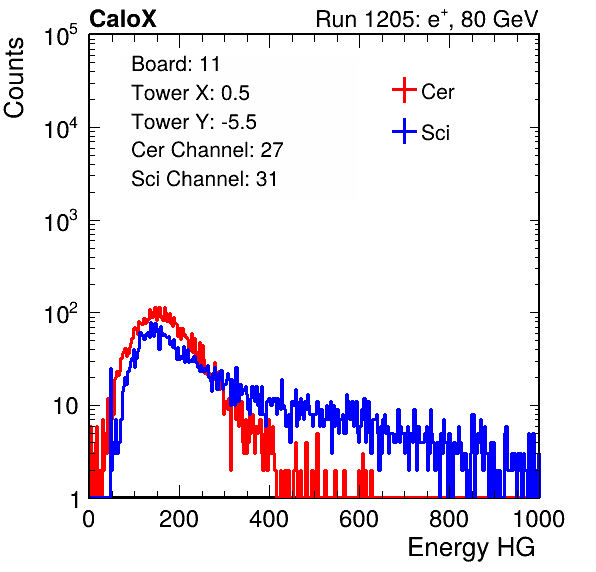 CaloX
Run 1205: e+, 80 GeV
Counts
10^5
10^4
10^3
10^2
10
1
Board: 11
Tower X: 0.5
Tower Y: -5.5
Cer Channel: 27
Sci Channel: 31
Cer
Sci
0 200 400 600 800 1000
Energy HG